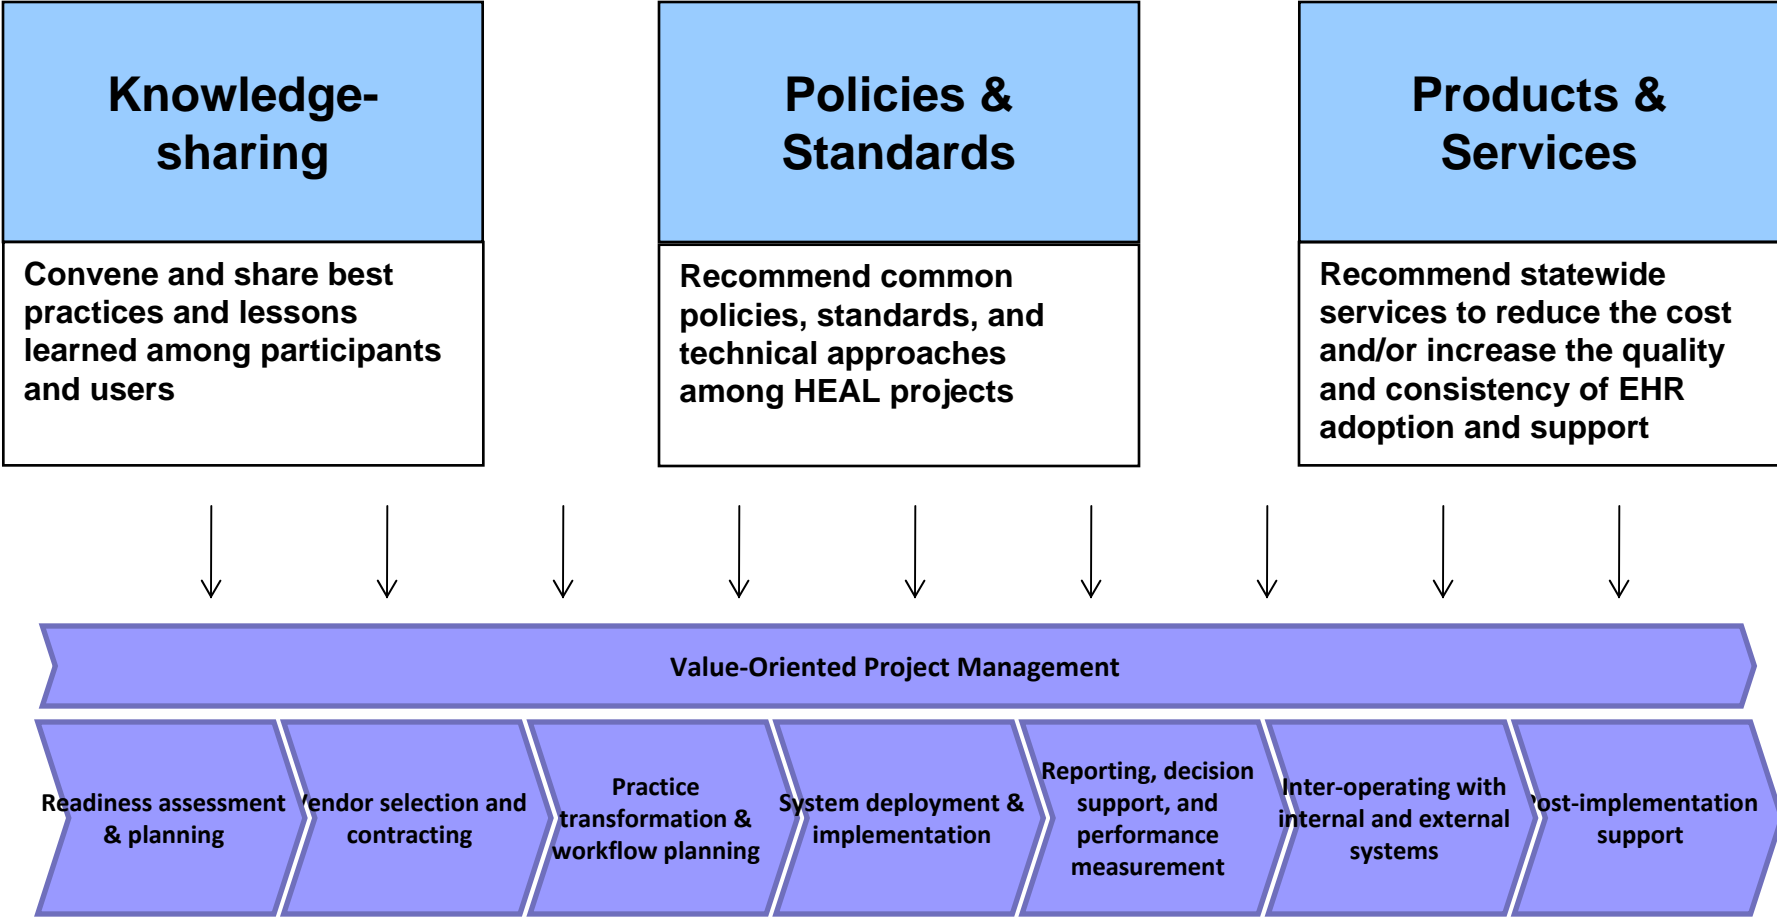 Knowledge-
sharing
Convene and share best
practices and lessons
learned among participants
and users
Policies &
Standards
Recommend common
policies, standards, and
technical approaches
among HEAL projects
Products &
Services
Recommend statewide
services to reduce the cost
and/or increase the quality
and consistency of EHR
adoption and support
Value-Oriented Project Management
Readiness assessment
& planning
Vendor selection and
contracting
Practice
transformation &
workflow planning
System deployment &
implementation
Reporting, decision
support, and
performance
measurement
Inter-operating with
internal and external
systems
Post-implementation
support